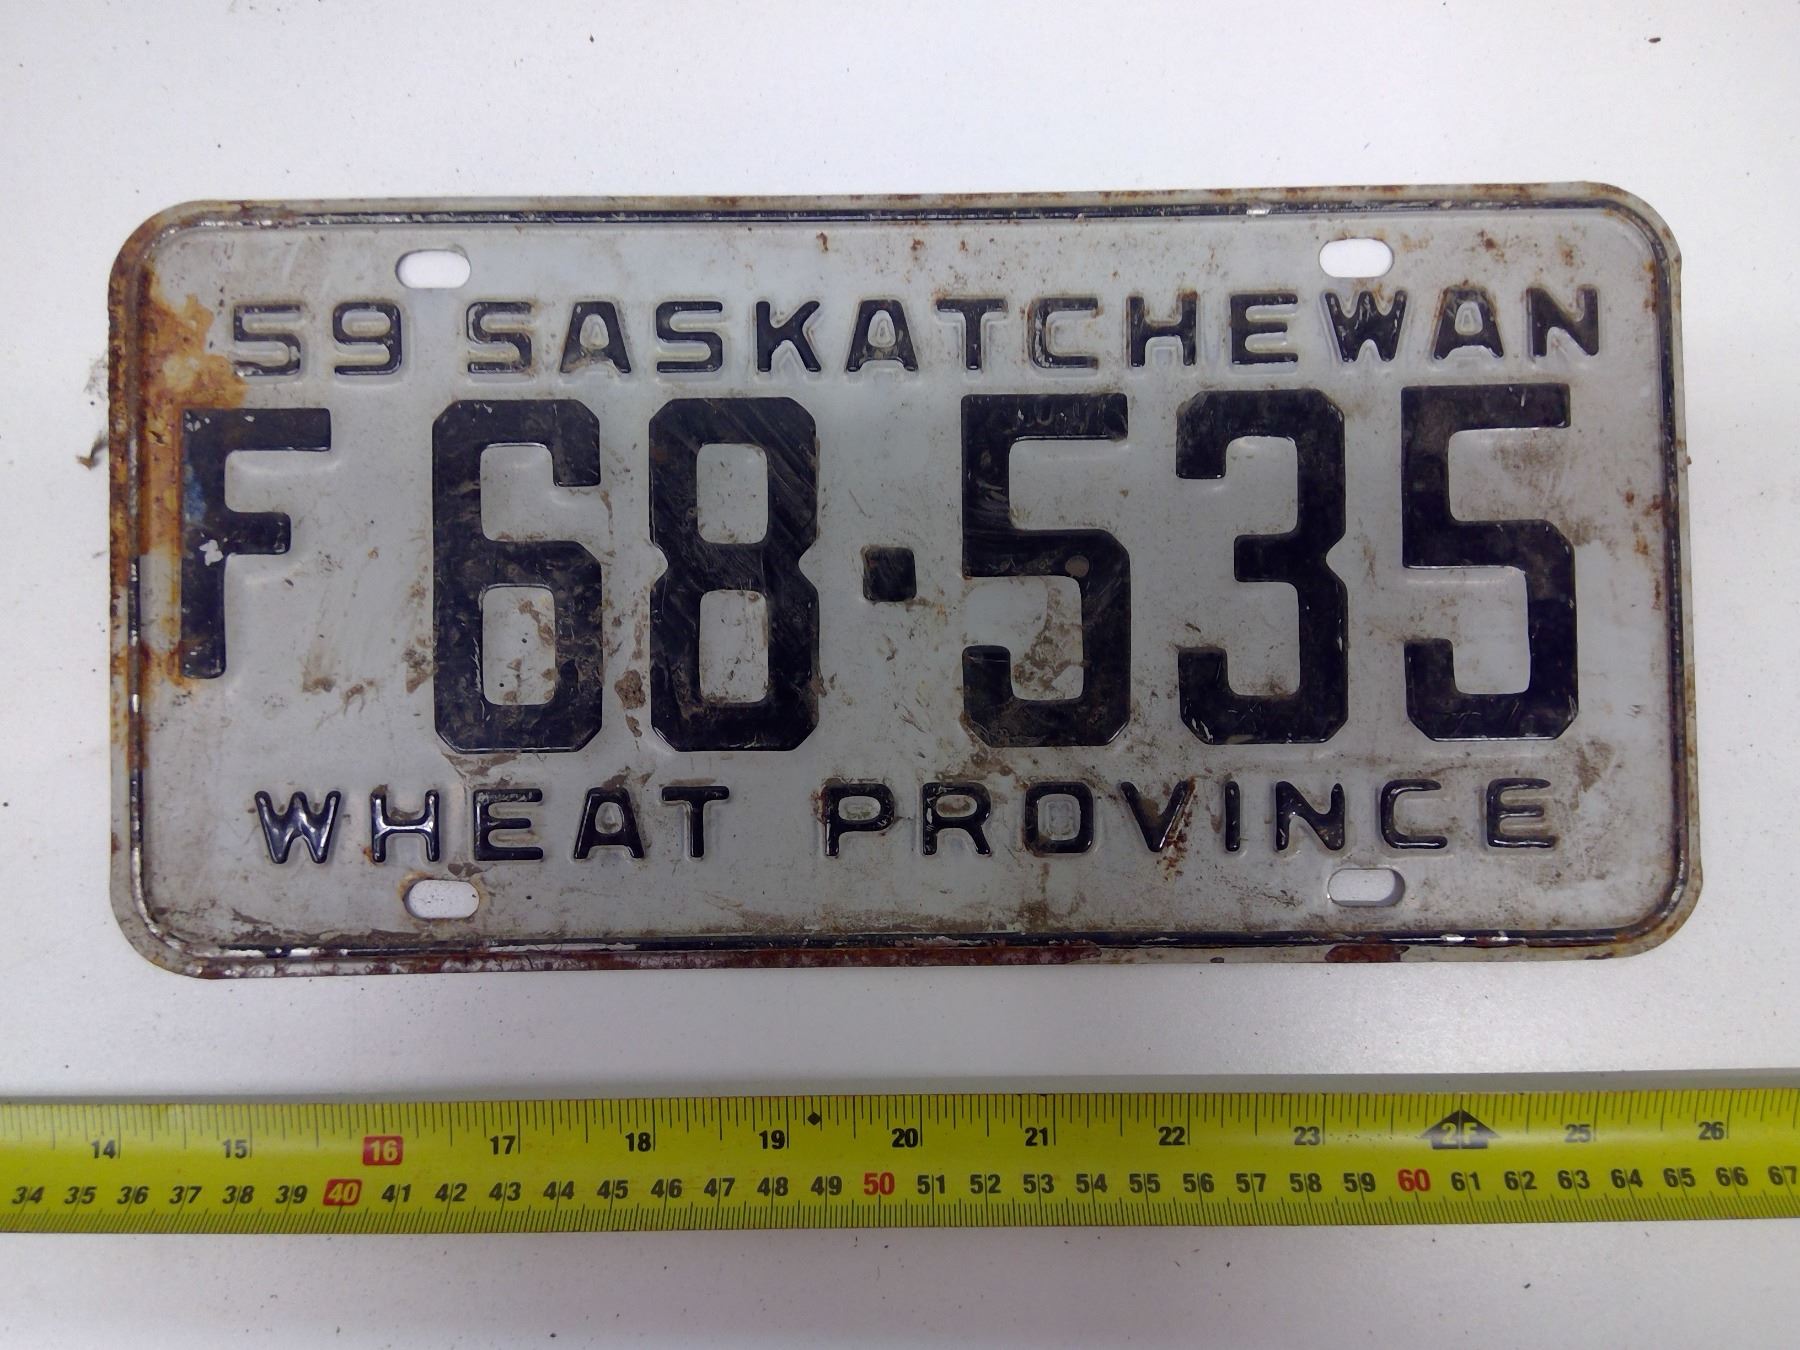 59 SASKATCHEWAN
F 68·535
WHEAT PROVINCE
14 15 16 17 18 19 20 21 22 23 2F 25 26
34 35 36 37 38 39 40 41 42 43 44 45 46 47 48 49 50 51 52 53 54 55 56 57 58 59 60 61 62 63 64 65 66 67